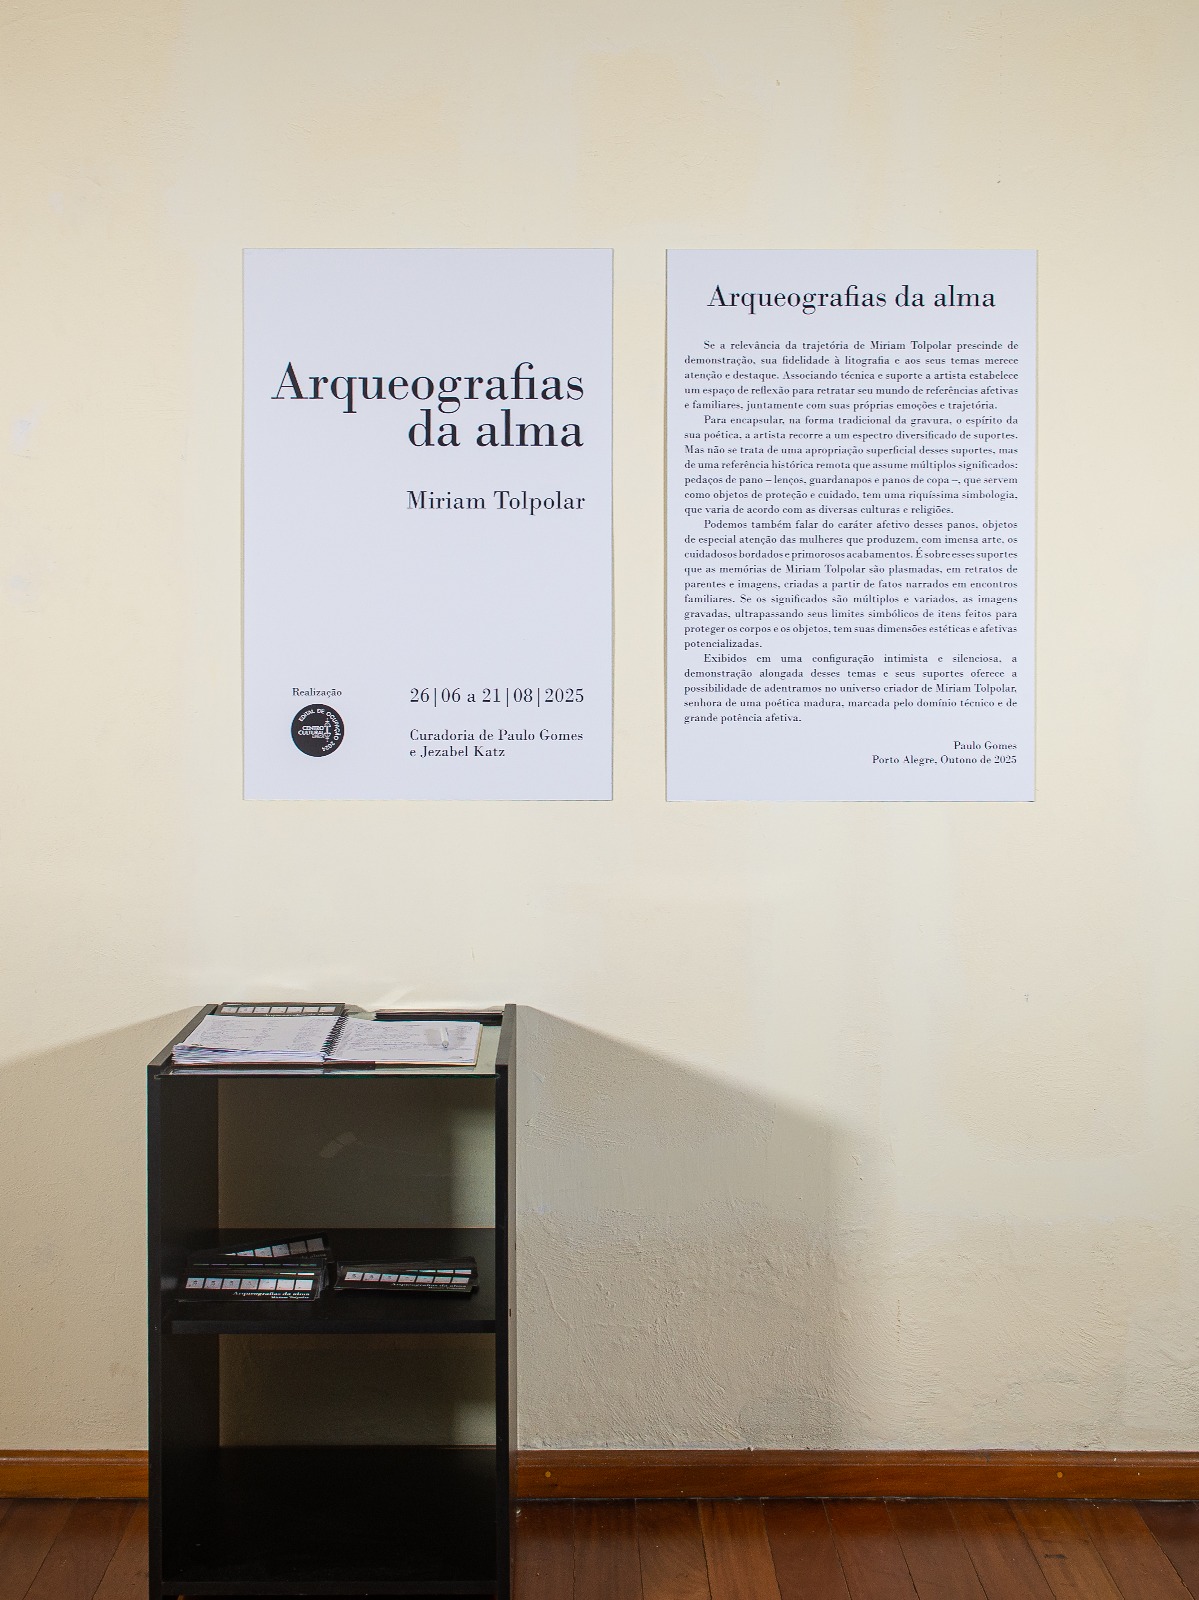 Arqueografias
da alma
Miriam Tolpolar
Realização
EDITAL DE OCUPAÇÃO 2025
CENTRO
CULTURAL
26|06 a 21|08|2025
Curadoria de Paulo Gomes
e Jezabel Katz
Arqueografias da alma
Se a relevância da trajetória de Miriam Tolpolar prescinde de
demonstração, sua fidelidade à litografia e aos seus temas merece
atenção e destaque. Associando técnica e suporte a artista estabelece
um espaço de reflexão para retratar seu mundo de referências afetivas
e familiares, juntamente com suas próprias emoções e trajetória.
Para encapsular, na forma tradicional da gravura, o espírito da
sua poética, a artista recorre a um espectro diversificado de suportes.
Mas não se trata de uma apropriação superficial desses suportes, mas
de uma referência histórica remota que assume múltiplos significados:
pedaços de pano – lenços, guardanapos e panos de copa –, que servem
como objetos de proteção e cuidado, tem uma riquíssima simbologia,
que varia de acordo com as diversas culturas e religiões.
Podemos também falar do caráter afetivo desses panos, objetos
de especial atenção das mulheres que produzem, com imensa arte, os
cuidadosos bordados e primorosos acabamentos. É sobre esses suportes
que as memórias de Miriam Tolpolar são plasmadas, em retratos de
parentes e imagens, criadas a partir de fatos narrados em encontros
familiares. Se os significados são múltiplos e variados, as imagens
gravadas, ultrapassando seus limites simbólicos de itens feitos para
proteger os corpos e os objetos, tem suas dimensões estéticas e afetivas
potencializadas.
Exibidos em uma configuração intimista e silenciosa, a
demonstração alongada desses temas e seus suportes oferece a
possibilidade de adentramos no universo criador de Miriam Tolpolar,
senhora de uma poética madura, marcada pelo domínio técnico e de
grande potência afetiva.
Paulo Gomes
Porto Alegre, Outono de 2025
Arqueografias da alma
Miriam Tolpolar
Arqueografias da alma